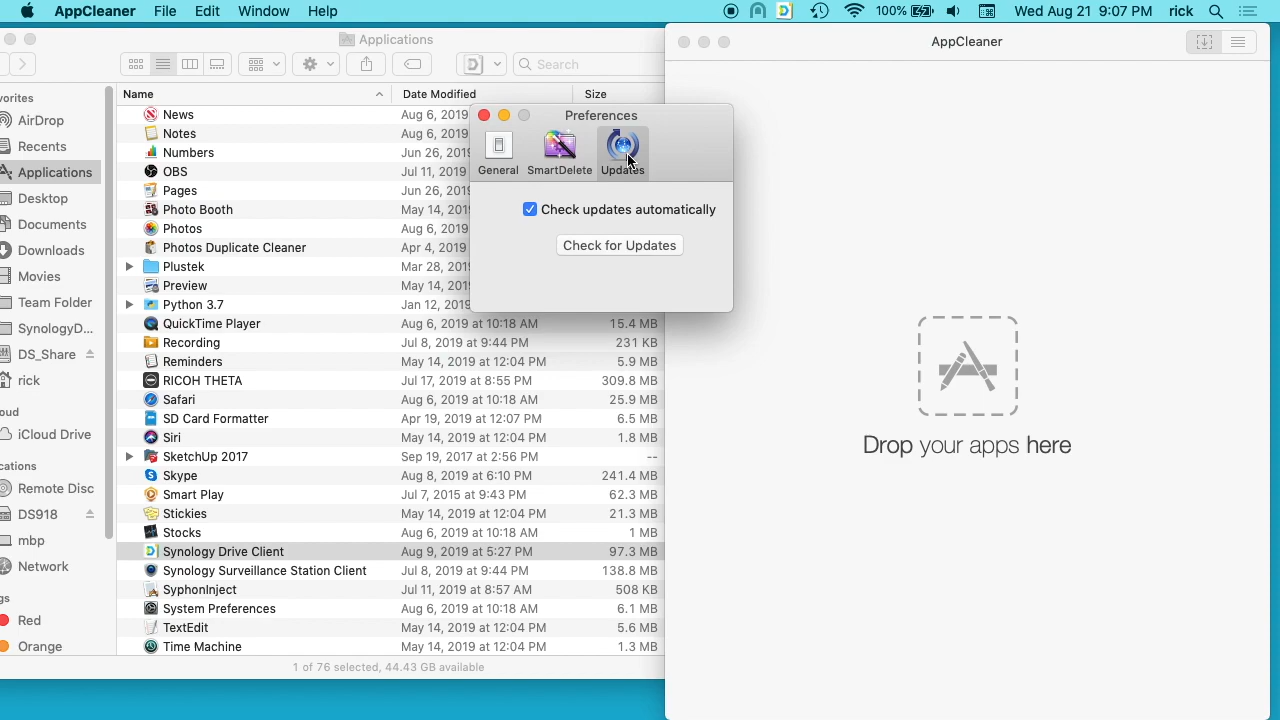 AppCleaner File Edit Window Help 100% Wed Aug 21 9:07 PM rick
Applications
Search
AppCleaner
Name Date Modified Size
vorites
AirDrop
Recents
Applications
Desktop
Documents
Downloads
Movies
Team Folder
SynologyD...
DS_Share
rick
oud
iCloud Drive
cations
Remote Disc
DS918
mbp
Network
gs
Red
Orange
News Aug 6, 2019
Notes Aug 6, 2019
Numbers Jun 26, 201
OBS Jul 11, 2019
Pages Jun 26, 201
Photo Booth May 14, 201
Photos Aug 6, 2019
Photos Duplicate Cleaner Apr 4, 2019
Plustek Mar 28, 201
Preview May 14, 201
Python 3.7 Jan 12, 201
QuickTime Player Aug 6, 2019 at 10:18 AM 15.4 MB
Recording Jul 8, 2019 at 9:44 PM 231 KB
Reminders May 14, 2019 at 12:04 PM 5.9 MB
RICOH THETA Jul 17, 2019 at 8:55 PM 309.8 MB
Safari Aug 6, 2019 at 10:18 AM 25.9 MB
SD Card Formatter Apr 19, 2019 at 12:07 PM 6.5 MB
Siri May 14, 2019 at 12:04 PM 1.8 MB
SketchUp 2017 Sep 19, 2017 at 2:56 PM --
Skype Aug 8, 2019 at 6:10 PM 241.4 MB
Smart Play Jul 7, 2015 at 9:43 PM 62.3 MB
Stickies May 14, 2019 at 12:04 PM 21.3 MB
Stocks Aug 6, 2019 at 10:18 AM 1 MB
Synology Drive Client Aug 9, 2019 at 5:27 PM 97.3 MB
Synology Surveillance Station Client Jul 8, 2019 at 9:44 PM 138.8 MB
SyphonInject Jul 11, 2019 at 8:57 AM 508 KB
System Preferences Aug 6, 2019 at 10:18 AM 6.1 MB
TextEdit May 14, 2019 at 12:04 PM 5.6 MB
Time Machine May 14, 2019 at 12:04 PM 1.3 MB
1 of 76 selected, 44.43 GB available
Preferences
General SmartDelete Updates
Check updates automatically
Check for Updates
Drop your apps here